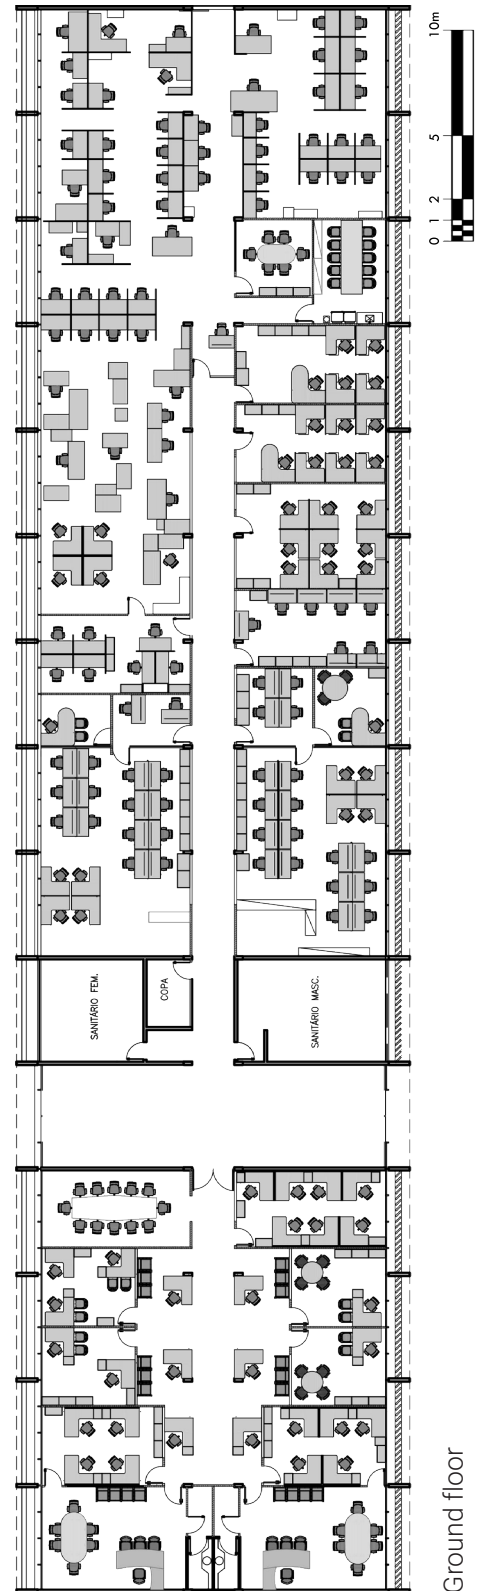 0 1 2 5 10m
SANITÁRIO FEM.
COPA
SANITÁRIO MASC.
Ground floor